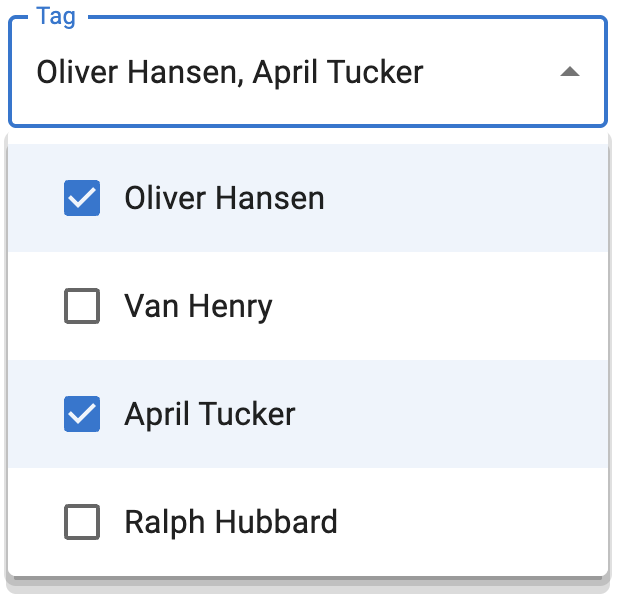 Tag
Oliver Hansen, April Tucker
Oliver Hansen
Van Henry
April Tucker
Ralph Hubbard